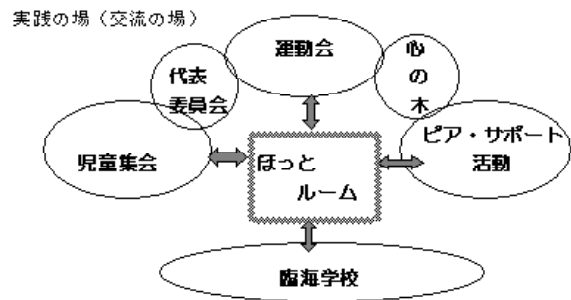 実践の場（交流の場）
運動会
心
の
木
代表
委員会
ピア・サポート
活動
児童集会
ほっと
ルーム
臨海学校